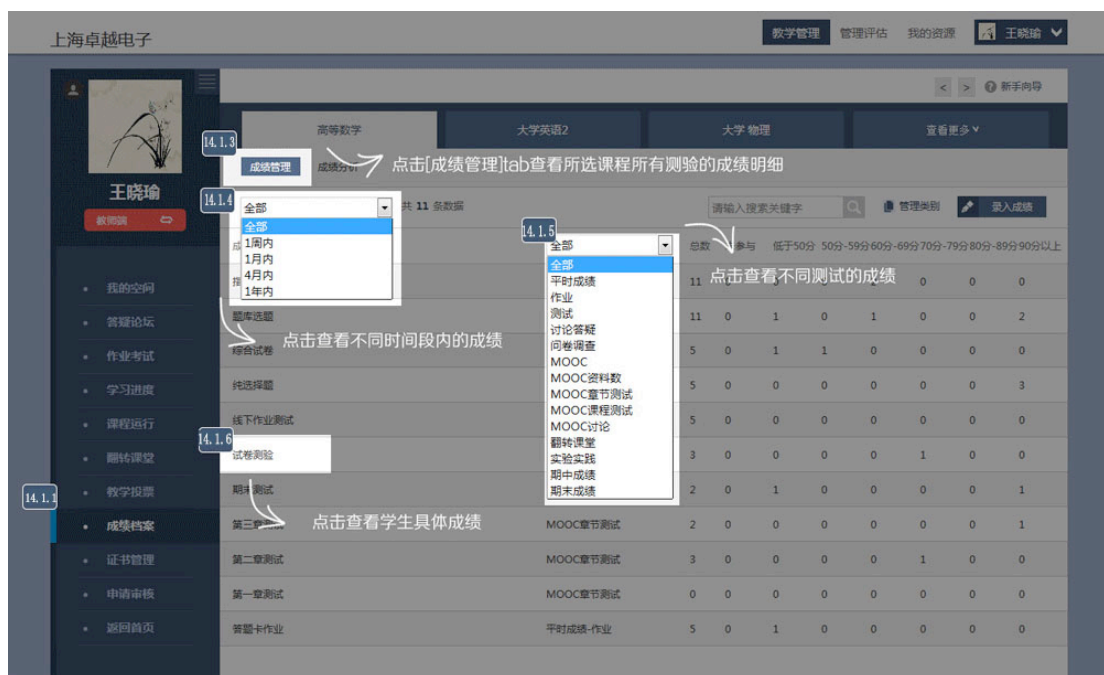 上海卓越电子
教学管理 管理评估 我的资源 王晓瑜
< > 新手向导
14.1.3 高等数学 大学英语2 大学 物理 查看更多
成绩管理 成绩分析 点击[成绩管理]tab查看所选课程所有测验的成绩明细
王晓瑜
教师端
14.1.4 全部 共 11 条数据 请输入搜索关键字 管理类别 录入成绩
全部
1周内
1月内
4月内
1年内
14.1.5 全部 总数 参与 低于50分 50分-59分 60分-69分 70分-79分 80分-89分 90分以上
全部
平时成绩
作业
测试
讨论答疑
问卷调查
MOOC
MOOC资料数
MOOC章节测试
MOOC课程测试
MOOC讨论
翻转课堂
实验实践
期中成绩
期末成绩
点击查看不同测试的成绩
点击查看不同时间段内的成绩
我的空间
答疑论坛
作业考试
学习进度
课程运行
翻转课堂
教学投票
14.1.1 成绩档案
证书管理
申请审核
返回首页
11 0 0 0
题库选题 11 0 1 0 1 0 0 2
综合试卷 5 0 1 1 0 0 0 0
纯选择题 5 0 0 0 0 0 0 3
线下作业测试 5 0 0 0 0 0 0 0
14.1.6 试卷测验 3 0 0 0 0 1 0 0
期末测试 2 0 1 0 0 0 0 1
点击查看学生具体成绩
第三章测试 MOOC章节测试 2 0 0 0 0 0 0 1
第二章测试 MOOC章节测试 3 0 0 0 0 1 0 0
第一章测试 MOOC章节测试 0 0 0 0 0 0 0 0
答题卡作业 平时成绩-作业 5 0 1 0 0 0 0 0